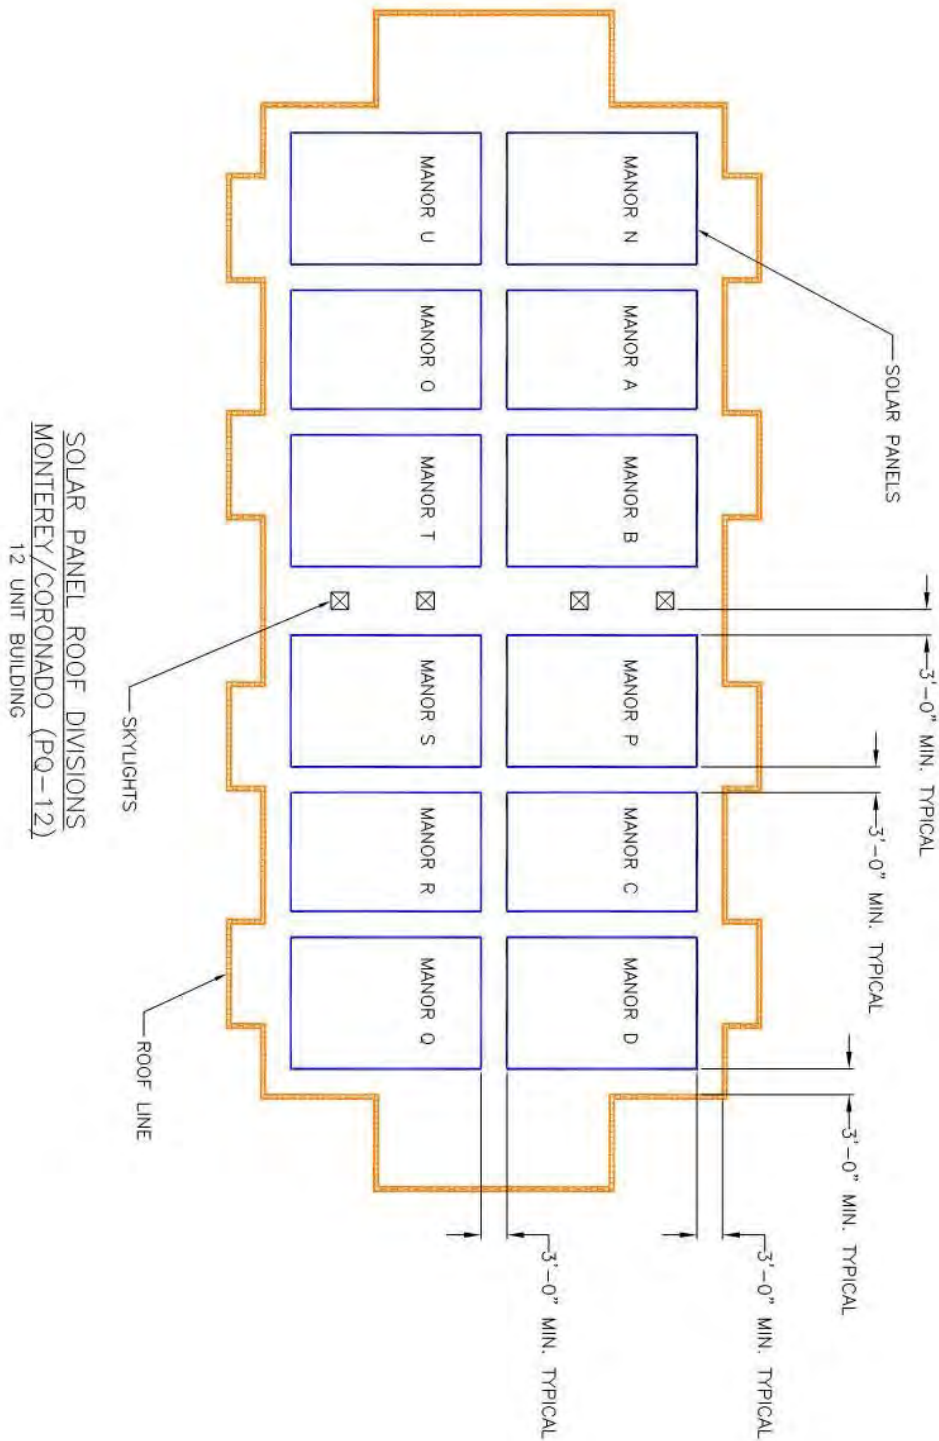 3'-0" MIN. TYPICAL
SOLAR PANELS
3'-0" MIN. TYPICAL
3'-0" MIN. TYPICAL
3'-0" MIN. TYPICAL
MANOR N
MANOR A
MANOR B
MANOR P
MANOR C
MANOR D
3'-0" MIN. TYPICAL
MANOR U
MANOR O
MANOR T
MANOR S
MANOR R
MANOR Q
ROOF LINE
SKYLIGHTS
SOLAR PANEL ROOF DIVISIONS
MONTEREY/CORONADO (PQ-12)
12 UNIT BUILDING